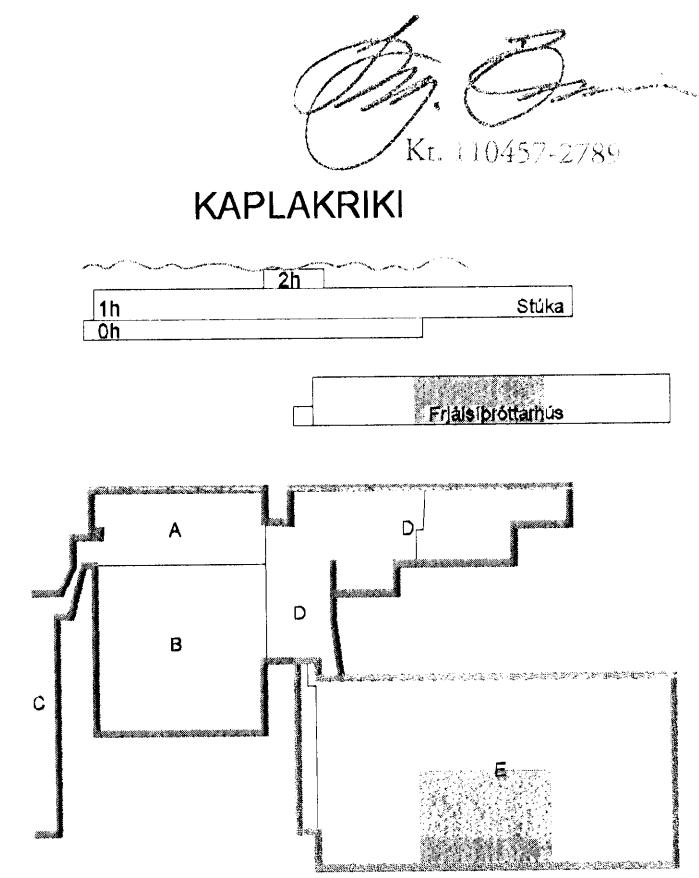 Kt. 110457-2789
KAPLAKRIKI
2h
1h Stúka
0h
Frjálsíþróttarhús
A
D
D
B
C
E